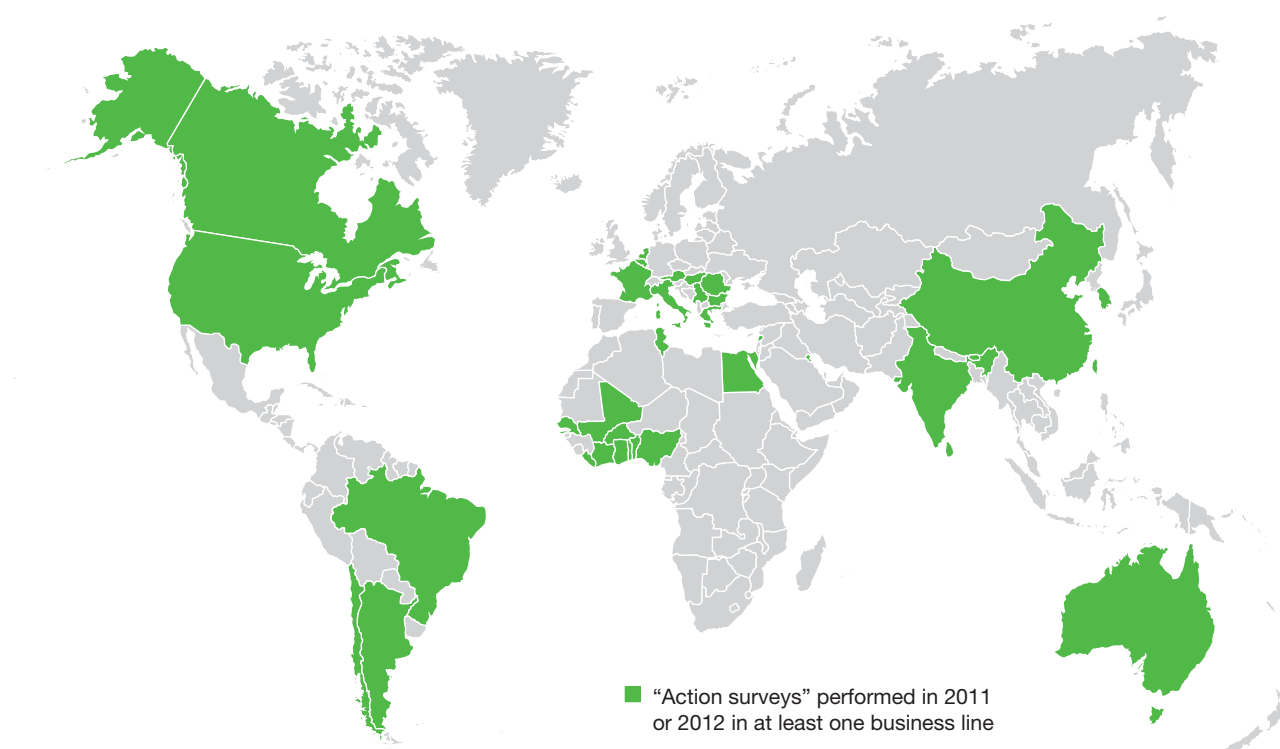 “Action surveys” performed in 2011
or 2012 in at least one business line